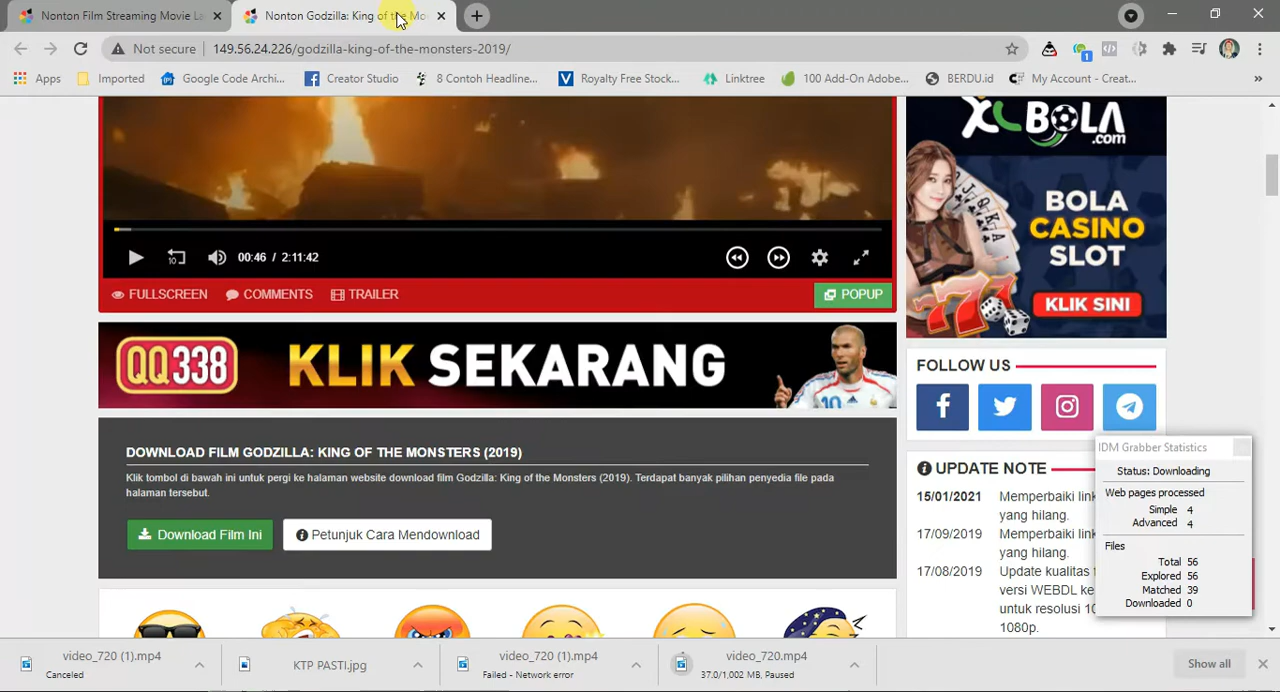 Nonton Film Streaming Movie La
Nonton Godzilla: King of the Mo
Not secure
149.56.24.226/godzilla-king-of-the-monsters-2019/
1
Apps
Imported
Google Code Archi...
Creator Studio
8 Contoh Headline...
Royalty Free Stock...
Linktree
100 Add-On Adobe...
BERDU.id
My Account - Creat...
»
10
00:46 / 2:11:42
FULLSCREEN
COMMENTS
TRAILER
POPUP
QQ338
KLIK SEKARANG
10
DOWNLOAD FILM GODZILLA: KING OF THE MONSTERS (2019)
Klik tombol di bawah ini untuk pergi ke halaman website download film Godzilla: King of the Monsters (2019). Terdapat banyak pilihan penyedia file pada
halaman tersebut.
Download Film Ini
Petunjuk Cara Mendownload
XLBOLA
.com
BOLA
CASINO
SLOT
KLIK SINI
FOLLOW US
UPDATE NOTE
15/01/2021
Memperbaiki link
yang hilang.
17/09/2019
Memperbaiki link
yang hilang.
17/08/2019
Update kualitas
versi WEBDL ke
untuk resolusi
1080p.
IDM Grabber Statistics
Status: Downloading
Web pages processed
Simple 4
Advanced 4
Files
Total 56
Explored 56
Matched 39
Downloaded 0
video_720 (1).mp4
Canceled
KTP PASTI.jpg
video_720 (1).mp4
Failed - Network error
video_720.mp4
37.0/1,002 MB, Paused
Show all